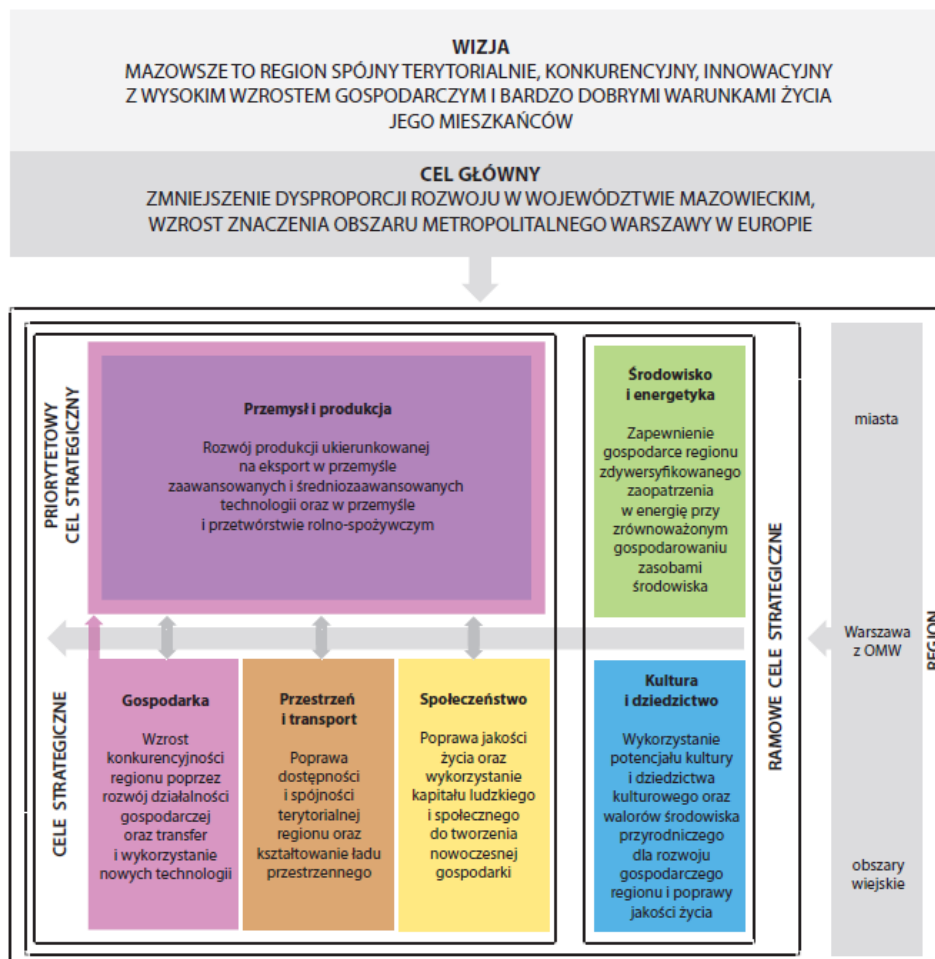 WIZJA
MAZOWSZE TO REGION SPÓJNY TERYTORIALNIE, KONKURENCYJNY, INNOWACYJNY
Z WYSOKIM WZROSTEM GOSPODARCZYM I BARDZO DOBRYMI WARUNKAMI ŻYCIA
JEGO MIESZKAŃCÓW
CEL GŁÓWNY
ZMNIEJSZENIE DYSPROPORCJI ROZWOJU W WOJEWÓDZTWIE MAZOWIECKIM,
WZROST ZNACZENIA OBSZARU METROPOLITALNEGO WARSZAWY W EUROPIE
PRIORYTETOWY
CEL STRATEGICZNY
Przemysł i produkcja
Rozwój produkcji ukierunkowanej
na eksport w przemyśle
zaawansowanych i średniozaawansowanych
technologii oraz w przemyśle
i przetwórstwie rolno-spożywczym
Środowisko
i energetyka
Zapewnienie
gospodarce regionu
zdywersyfikowanego
zaopatrzenia
w energię przy
zrównoważonym
gospodarowaniu
zasobami
środowiska
CELE STRATEGICZNE
Gospodarka
Wzrost
konkurencyjności
regionu poprzez
rozwój działalności
gospodarczej
oraz transfer
i wykorzystanie
nowych technologii
Przestrzeń
i transport
Poprawa
dostępności
i spójności
terytorialnej
regionu oraz
kształtowanie ładu
przestrzennego
Społeczeństwo
Poprawa jakości
życia oraz
wykorzystanie
kapitału ludzkiego
i społecznego
do tworzenia
nowoczesnej
gospodarki
Kultura
i dziedzictwo
Wykorzystanie
potencjału kultury
i dziedzictwa
kulturowego oraz
walorów środowiska
przyrodniczego
dla rozwoju
gospodarczego
regionu i poprawy
jakości życia
RAMOWE CELE STRATEGICZNE
miasta
Warszawa
z OMW
obszary
wiejskie
REGION